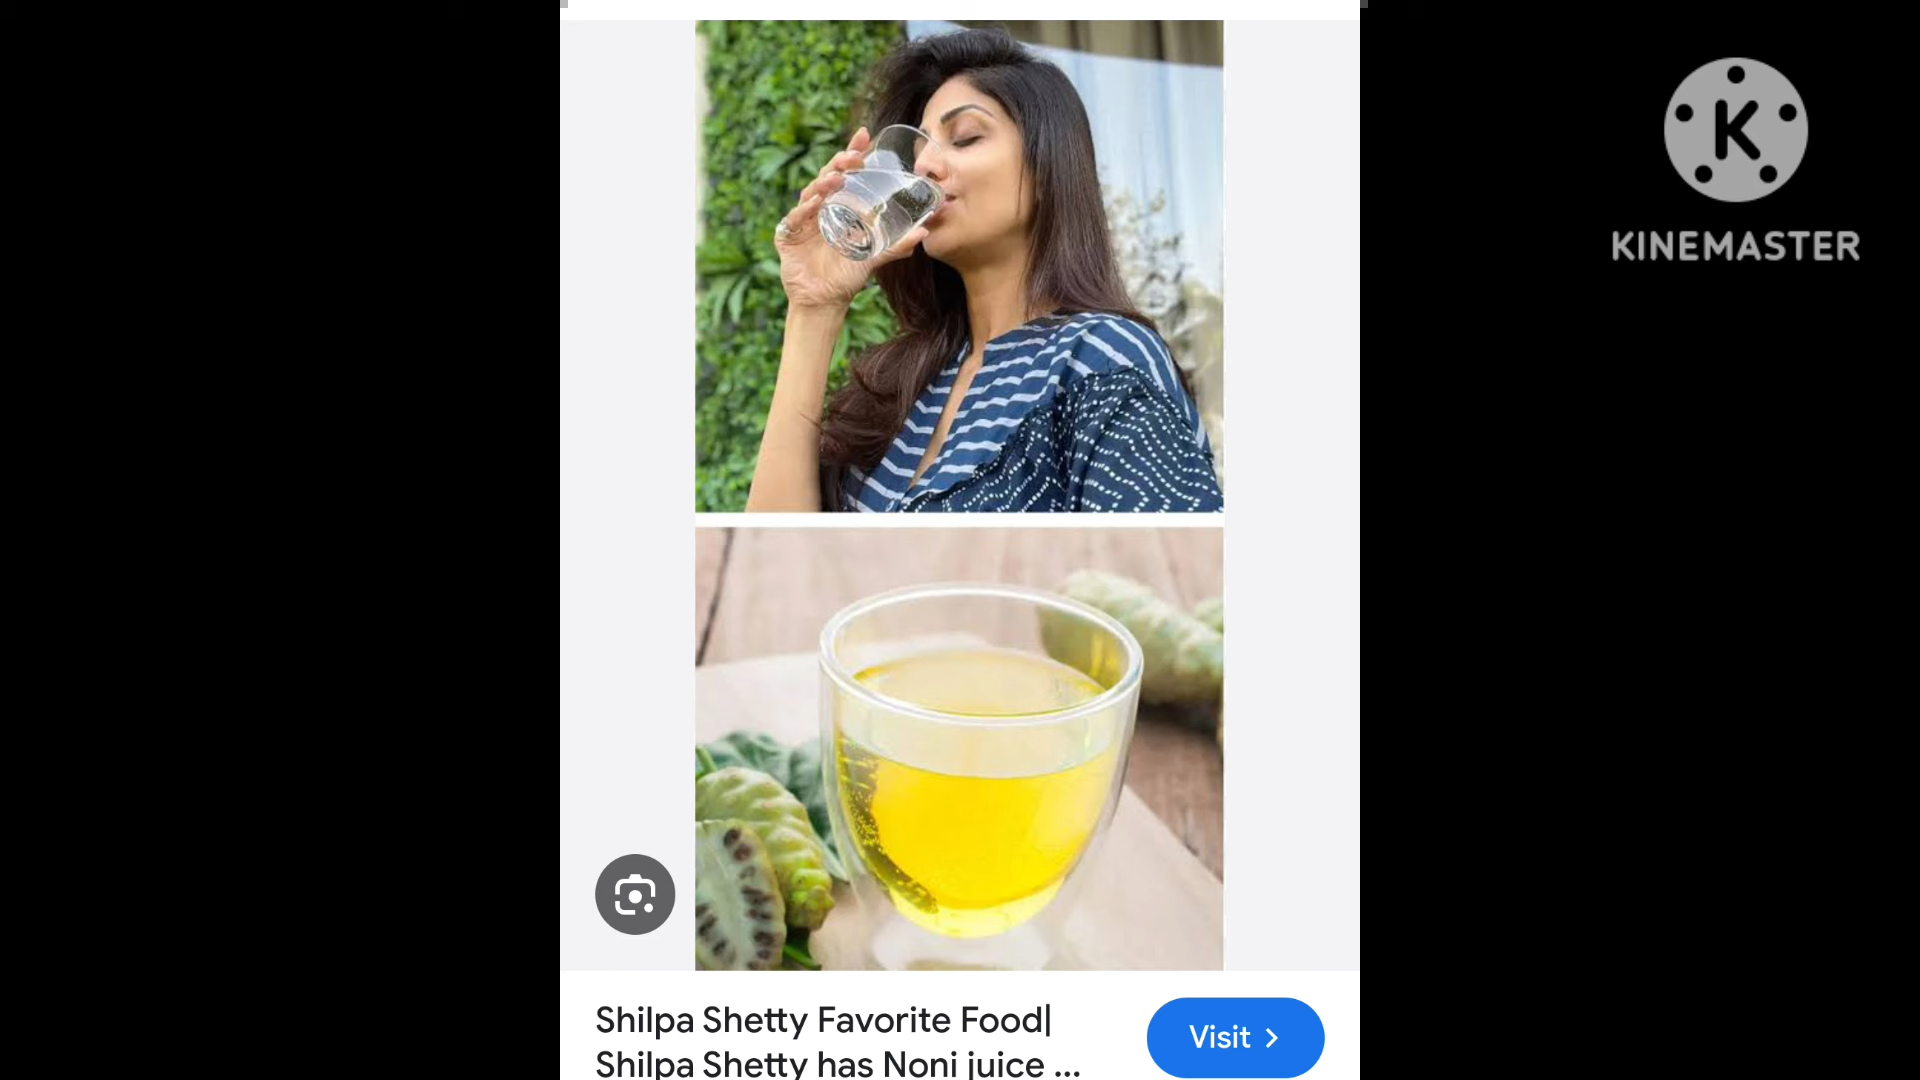 K
KINEMASTER
Shilpa Shetty Favorite Food|
Shilpa Shetty has Noni juice ...
Visit